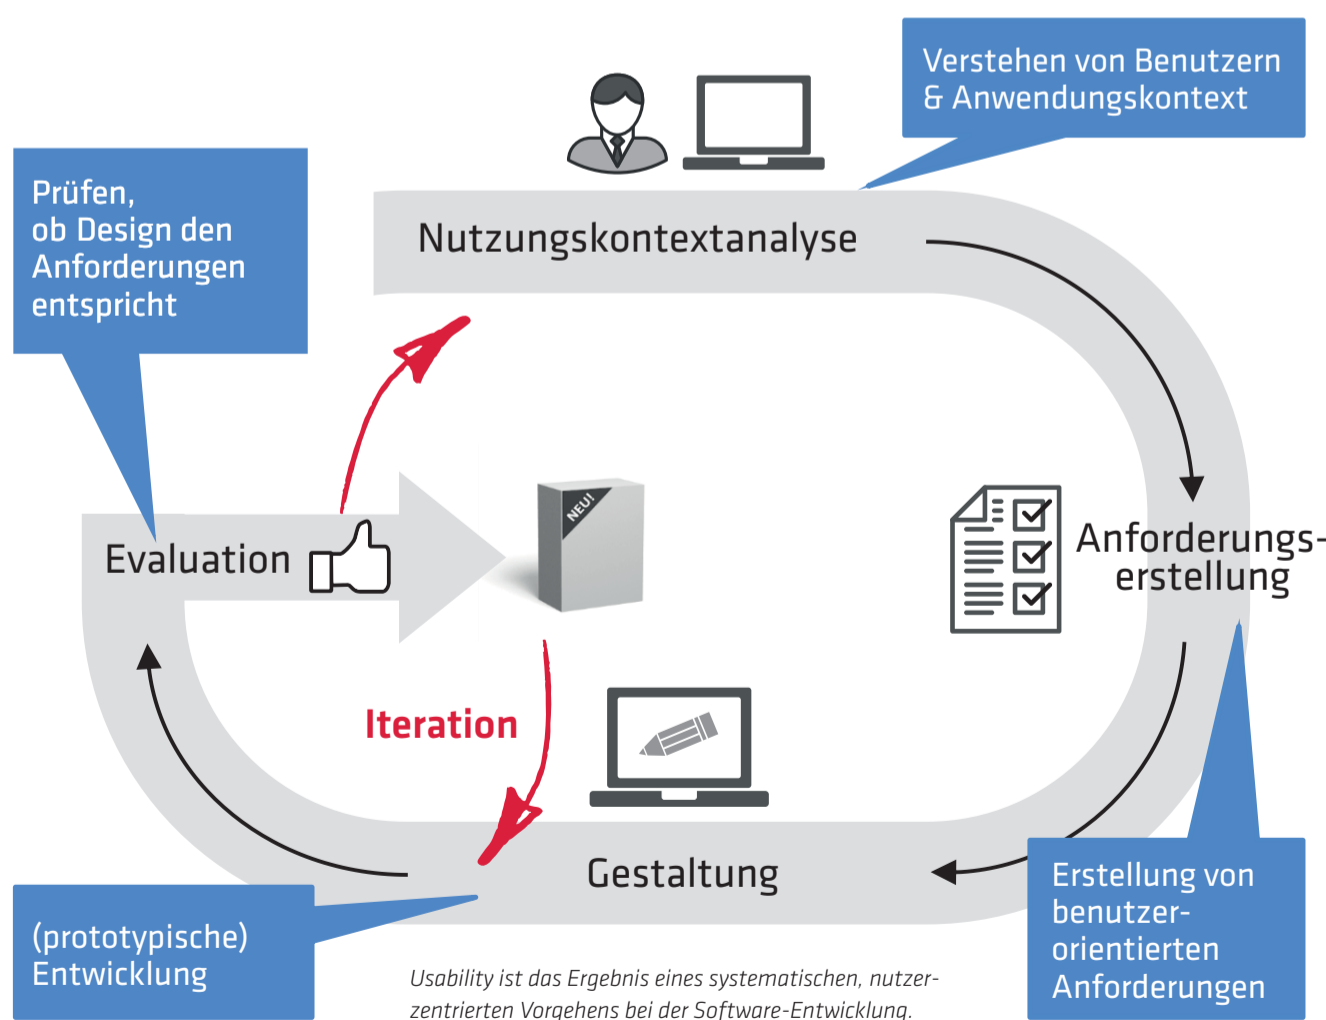 Verstehen von Benutzern
& Anwendungskontext
Prüfen,
ob Design den
Anforderungen
entspricht
Nutzungskontextanalyse
NEU!
Anforderungs-
erstellung
Evaluation
Iteration
Gestaltung
Erstellung von
benutzer-
orientierten
Anforderungen
(prototypische)
Entwicklung
Usability ist das Ergebnis eines systematischen, nutzer-
zentrierten Vorgehens bei der Software-Entwicklung.